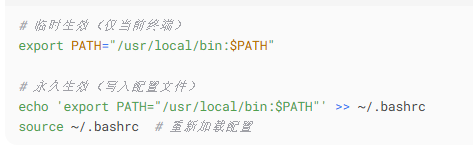 # 临时生效（仅当前终端）
export PATH="/usr/local/bin:$PATH"
# 永久生效（写入配置文件）
echo 'export PATH="/usr/local/bin:$PATH"' >> ~/.bashrc
source ~/.bashrc  # 重新加载配置